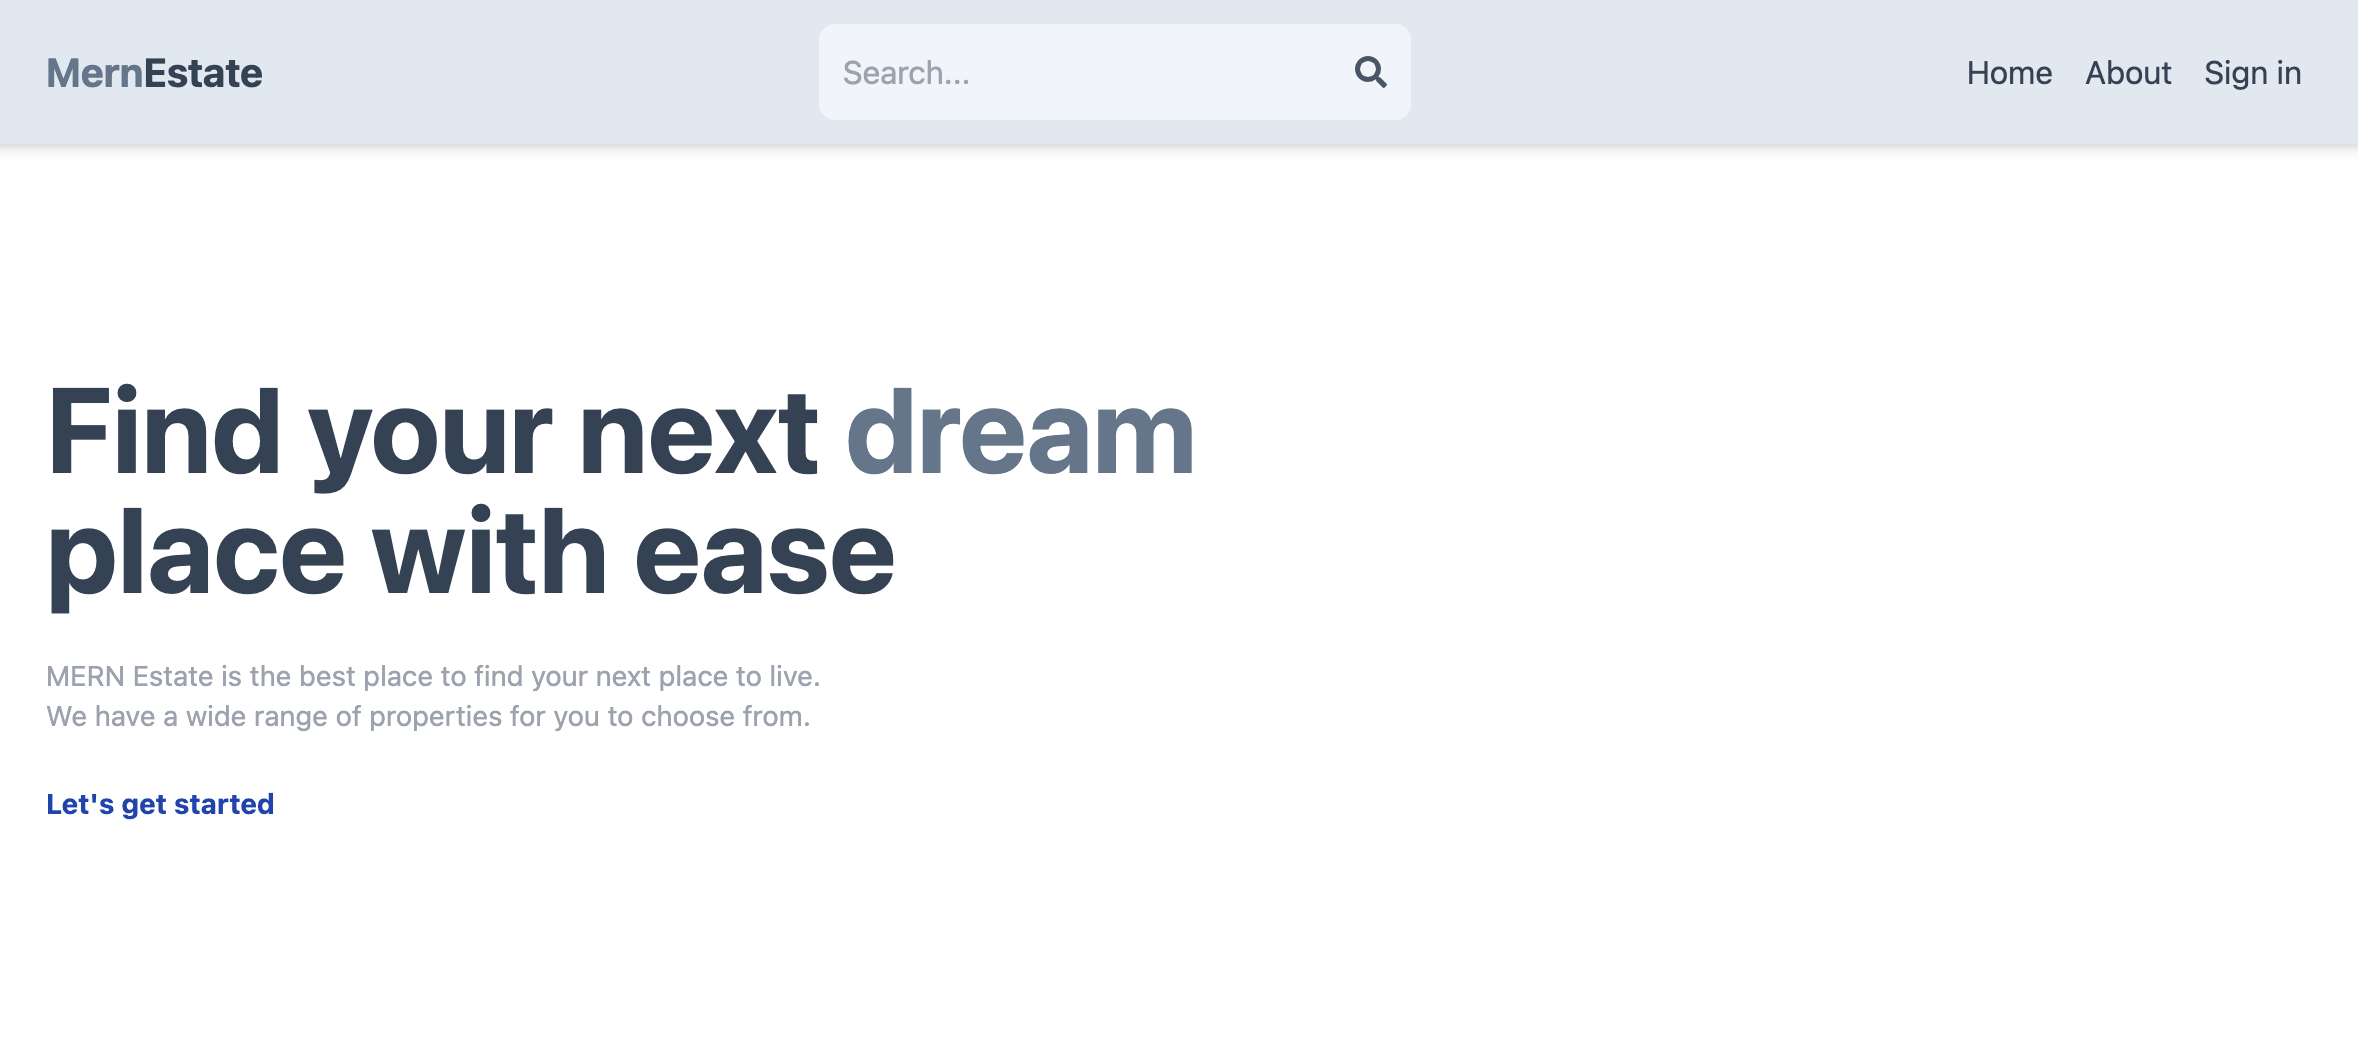 MernEstate
Search...
Home
About
Sign in
Find your next dream
place with ease
MERN Estate is the best place to find your next place to live.
We have a wide range of properties for you to choose from.
Let's get started